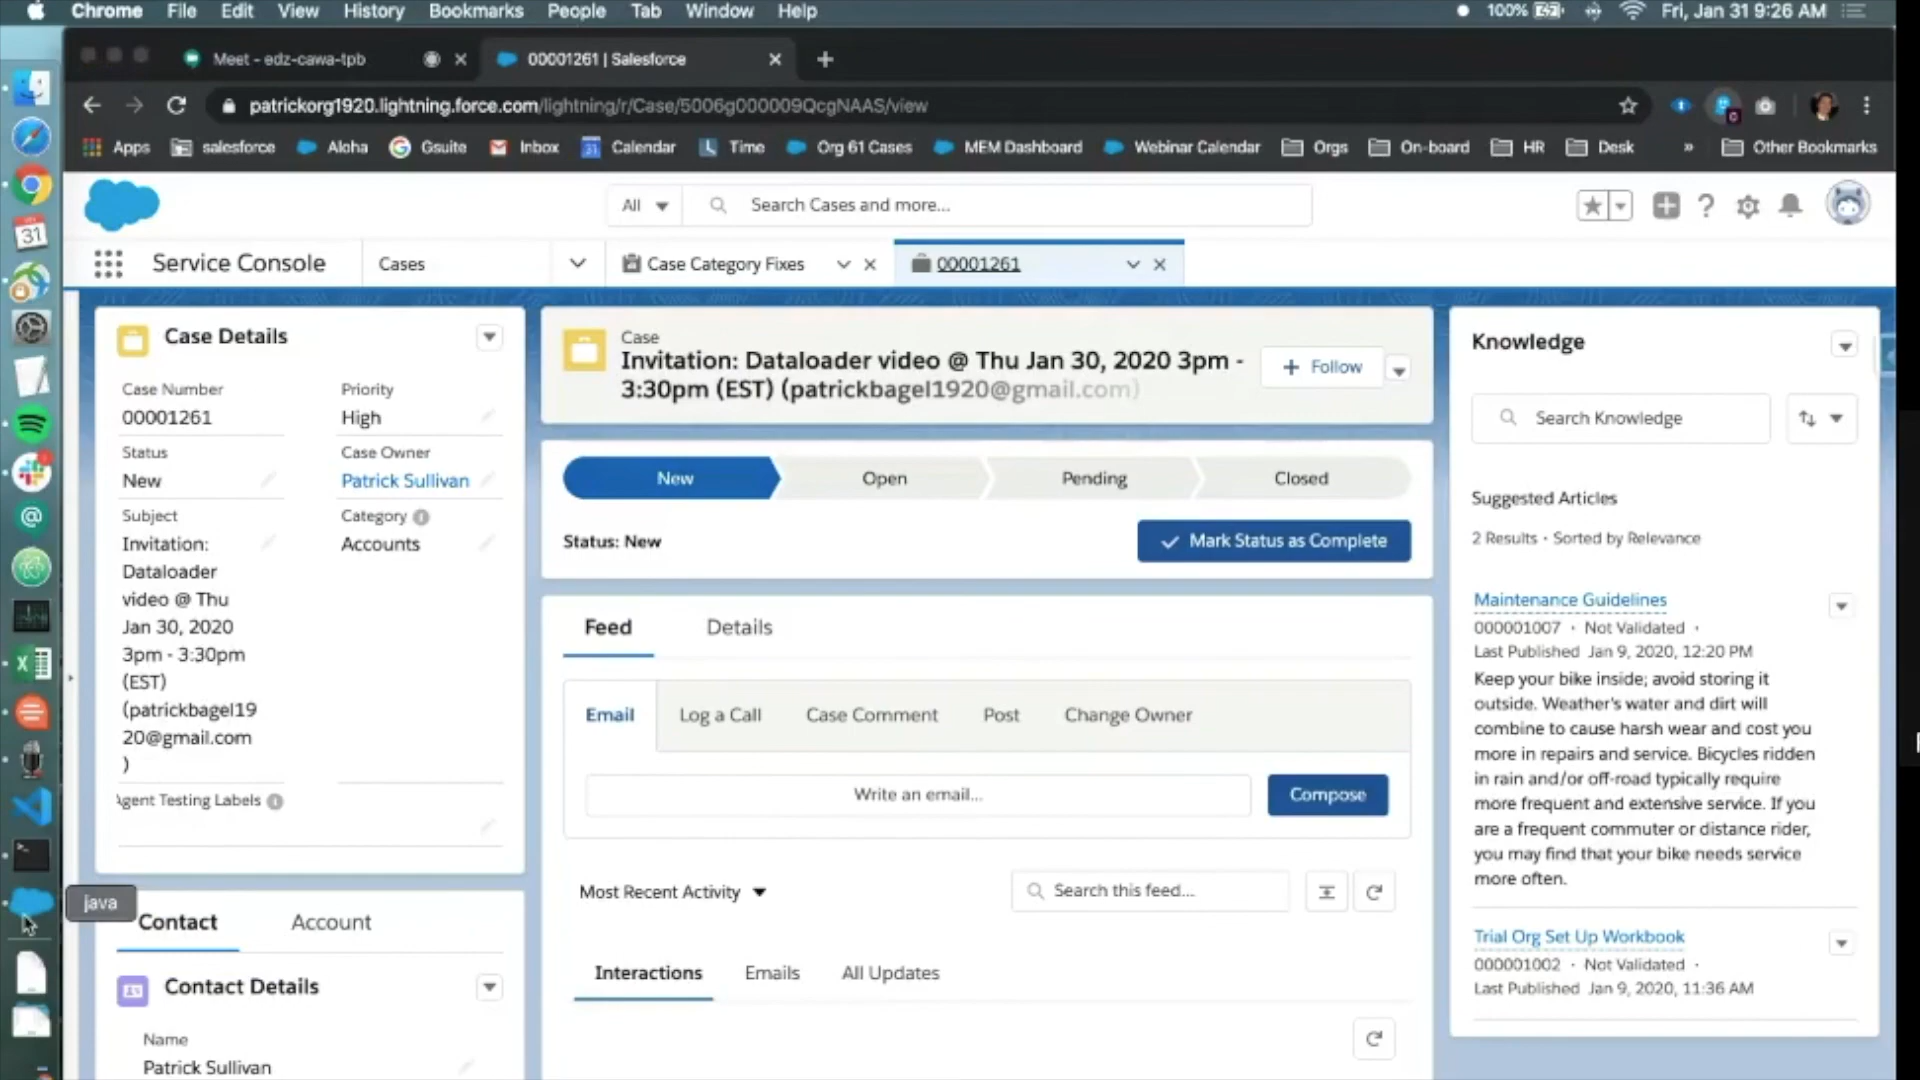 Chrome File Edit View History Bookmarks People Tab Window Help 100% Fri, Jan 31 9:26 AM
Meet - edz-cawa-tpb 00001261 | Salesforce
patrickorg1920.lightning.force.com/lightning/r/Case/5006g000009QcgNAAS/view
Apps salesforce Aloha Gsuite Inbox Calendar Time Org 61 Cases MEM Dashboard Webinar Calendar Orgs On-board HR Desk » Other Bookmarks
All Search Cases and more...
Service Console Cases Case Category Fixes 00001261
31
Case Details
Case Number
00001261
Priority
High
Status
New
Case Owner
Patrick Sullivan
Subject
Invitation:
Dataloader
video @ Thu
Jan 30, 2020
3pm - 3:30pm
(EST)
(patrickbagel19
20@gmail.com
)
Category
Accounts
Agent Testing Labels
java
Contact Account
Contact Details
Name
Patrick Sullivan
Case
Invitation: Dataloader video @ Thu Jan 30, 2020 3pm -
3:30pm (EST) (patrickbagel1920@gmail.com)
+ Follow
New Open Pending Closed
Status: New
Mark Status as Complete
Feed Details
Email Log a Call Case Comment Post Change Owner
Write an email...
Compose
Most Recent Activity
Search this feed...
Interactions Emails All Updates
Knowledge
Search Knowledge
Suggested Articles
2 Results • Sorted by Relevance
Maintenance Guidelines
000001007 • Not Validated •
Last Published Jan 9, 2020, 12:20 PM
Keep your bike inside; avoid storing it
outside. Weather's water and dirt will
combine to cause harsh wear and cost you
more in repairs and service. Bicycles ridden
in rain and/or off-road typically require
more frequent and extensive service. If you
are a frequent commuter or distance rider,
you may find that your bike needs service
more often.
Trial Org Set Up Workbook
000001002 • Not Validated •
Last Published Jan 9, 2020, 11:36 AM